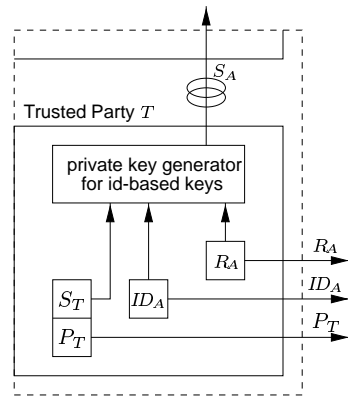 S_A
Trusted Party T
private key generator
for id-based keys
R_A
R_A
S_T
ID_A
ID_A
P_T
P_T